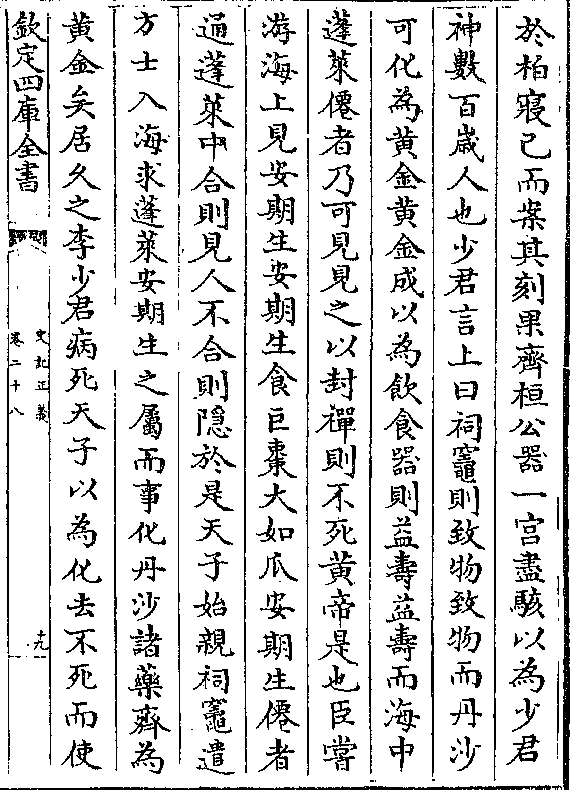 於柏寢已而案其刻果齊桓公器一宫盡駭以為少君
神數百歲人也少君言上曰祠竈則致物致物而丹沙
可化為黄金黄金成以為飲食器則益壽益壽而海中
蓬萊僊者乃可見見之以封禪則不死黄帝是也臣嘗
游海上見安期生安期生食巨棗大如瓜安期生僊者
通蓬萊中合則見人不合則隱於是天子始親祠竈遣
方士入海求蓬萊安期生之屬而事化丹沙諸藥齊為
黄金矣居久之李少君病死天子以為化去不死而使
欽定四庫全書
史記正義
卷二十八
十九